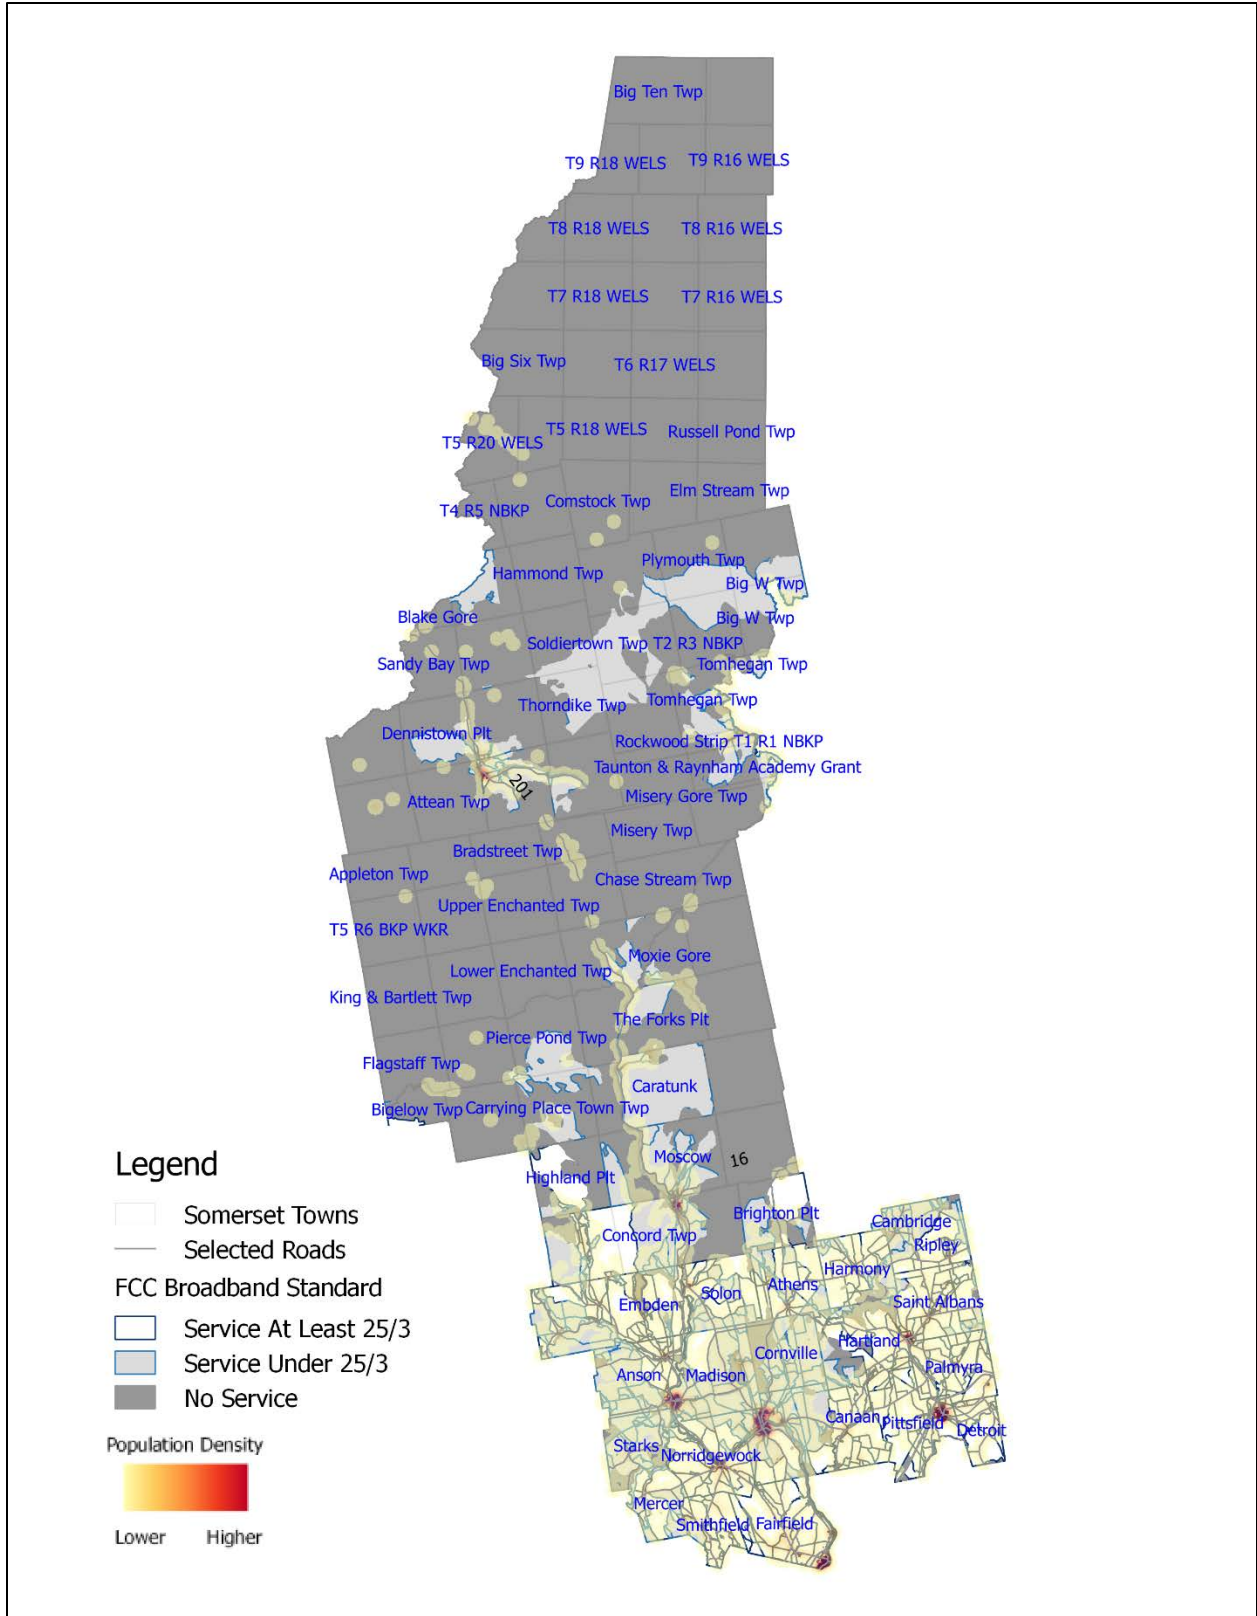 Big Ten Twp
T9 R18 WELS
T9 R16 WELS
T8 R18 WELS
T8 R16 WELS
T7 R18 WELS
T7 R16 WELS
Big Six Twp
T6 R17 WELS
T5 R20 WELS
T5 R18 WELS
Russell Pond Twp
T4 R5 NBKP
Comstock Twp
Elm Stream Twp
Hammond Twp
Plymouth Twp
Big W Twp
Blake Gore
Big W Twp
Soldiertown Twp T2 R3 NBKP
Sandy Bay Twp
Tomhegan Twp
Thorndike Twp
Tomhegan Twp
Dennistown Plt
Rockwood Strip T1 R1 NBKP
Taunton & Raynham Academy Grant
201
Attean Twp
Misery Gore Twp
Misery Twp
Bradstreet Twp
Appleton Twp
Chase Stream Twp
Upper Enchanted Twp
T5 R6 BKP WKR
Moxie Gore
Lower Enchanted Twp
King & Bartlett Twp
The Forks Plt
Pierce Pond Twp
Flagstaff Twp
Caratunk
Bigelow Twp
Carrying Place Town Twp
Moscow
16
Highland Plt
Brighton Plt
Concord Twp
Cambridge
Ripley
Harmony
Athens
Solon
Embden
Saint Albans
Hartland
Cornville
Palmyra
Anson
Madison
Canaan
Pittsfield
Detroit
Starks
Norridgewock
Mercer
Smithfield
Fairfield
Legend
Somerset Towns
Selected Roads
FCC Broadband Standard
Service At Least 25/3
Service Under 25/3
No Service
Population Density
Lower Higher